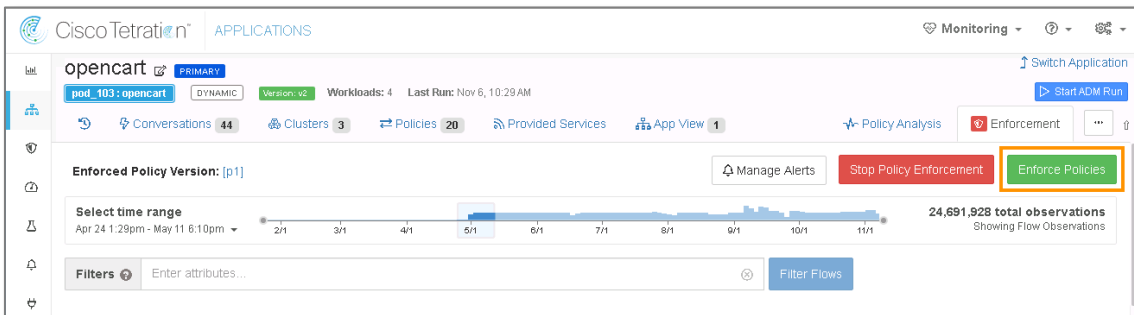 Cisco Tetration™ APPLICATIONS Monitoring
opencart PRIMARY Switch Application
pod_103 : opencart DYNAMIC Version: v2 Workloads: 4 Last Run: Nov 6, 10:29 AM Start ADM Run
Conversations 44 Clusters 3 Policies 20 Provided Services App View 1 Policy Analysis Enforcement ...
Enforced Policy Version: [p1] Manage Alerts Stop Policy Enforcement Enforce Policies
Select time range 24,691,928 total observations
Apr 24 1:29pm - May 11 6:10pm 2/1 3/1 4/1 5/1 6/1 7/1 8/1 9/1 10/1 11/1 Showing Flow Observations
Filters Enter attributes... Filter Flows